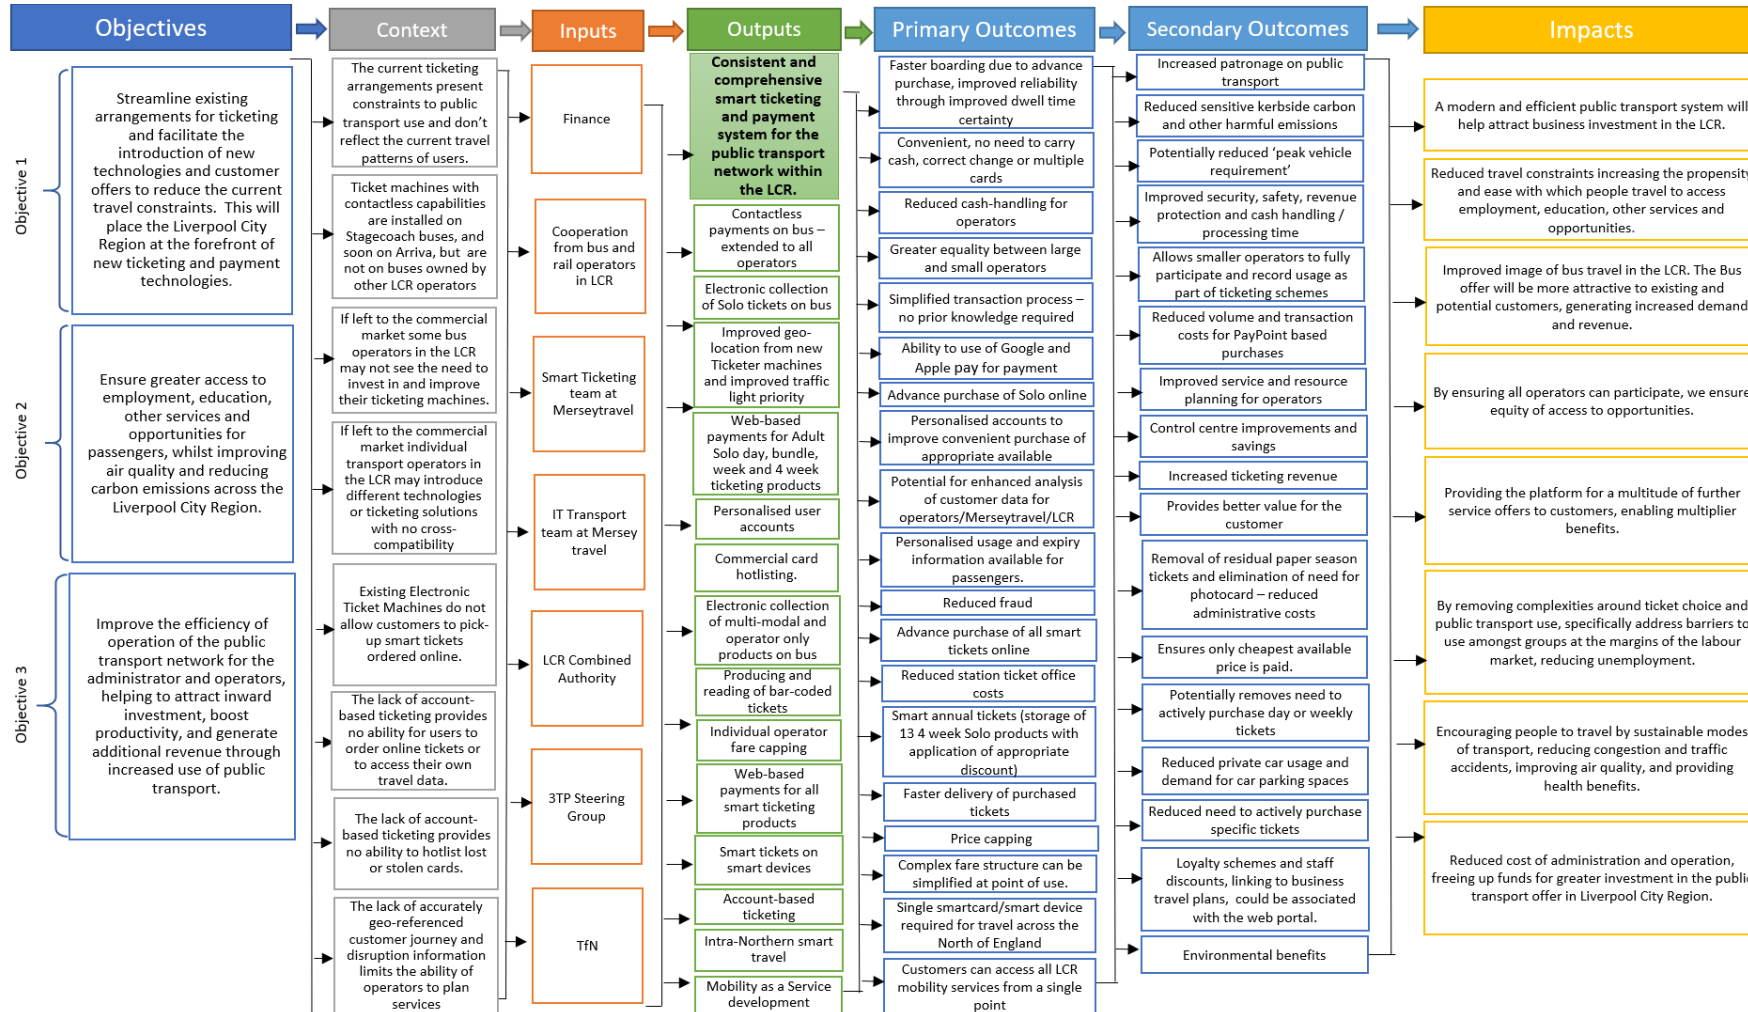 Objectives
Context
Inputs
Outputs
Primary Outcomes
Secondary Outcomes
Impacts
Objective 1
Streamline existing
arrangements for ticketing
and facilitate the
introduction of new
technologies and customer
offers to reduce the current
travel constraints. This will
place the Liverpool City
Region at the forefront of
new ticketing and payment
technologies.
Objective 2
Ensure greater access to
employment, education,
other services and
opportunities for
passengers, whilst improving
air quality and reducing
carbon emissions across the
Liverpool City Region.
Objective 3
Improve the efficiency of
operation of the public
transport network for the
administrator and operators,
helping to attract inward
investment, boost
productivity, and generate
additional revenue through
increased use of public
transport.
The current ticketing
arrangements present
constraints to public
transport use and don't
reflect the current travel
patterns of users.
Ticket machines with
contactless capabilities
are installed on
Stagecoach buses, and
soon on Arriva, but are
not on buses owned by
other LCR operators
If left to the commercial
market some bus
operators in the LCR
may not see the need to
invest in and improve
their ticketing machines.
If left to the commercial
market individual
transport operators in
the LCR may introduce
different technologies
or ticketing solutions
with no cross-
compatibility
Existing Electronic
Ticket Machines do not
allow customers to pick-
up smart tickets
ordered online.
The lack of account-
based ticketing provides
no ability for users to
order online tickets or
to access their own
travel data.
The lack of account-
based ticketing provides
no ability to hotlist lost
or stolen cards.
The lack of accurately
geo-referenced
customer journey and
disruption information
limits the ability of
operators to plan
services
Finance
Cooperation
from bus and
rail operators
in LCR
Smart Ticketing
team at
Merseytravel
IT Transport
team at Mersey
travel
LCR Combined
Authority
3TP Steering
Group
TfN
Consistent and
comprehensive
smart ticketing
and payment
system for the
public transport
network within
the LCR.
Contactless
payments on bus –
extended to all
operators
Electronic collection
of Solo tickets on bus
Improved geo-
location from new
Ticketer machines
and improved traffic
light priority
Web-based
payments for Adult
Solo day, bundle,
week and 4 week
ticketing products
Personalised user
accounts
Commercial card
hotlisting.
Electronic collection
of multi-modal and
operator only
products on bus
Producing and
reading of bar-coded
tickets
Individual operator
fare capping
Web-based
payments for all
smart ticketing
products
Smart tickets on
smart devices
Account-based
ticketing
Intra-Northern smart
travel
Mobility as a Service
development
Faster boarding due to advance
purchase, improved reliability
through improved dwell time
certainty
Convenient, no need to carry
cash, correct change or multiple
cards
Reduced cash-handling for
operators
Greater equality between large
and small operators
Simplified transaction process –
no prior knowledge required
Ability to use of Google and
Apple pay for payment
Advance purchase of Solo online
Personalised accounts to
improve convenient purchase of
appropriate available
Potential for enhanced analysis
of customer data for
operators/Merseytravel/LCR
Personalised usage and expiry
information available for
passengers.
Reduced fraud
Advance purchase of all smart
tickets online
Reduced station ticket office
costs
Smart annual tickets (storage of
13 4 week Solo products with
application of appropriate
discount)
Faster delivery of purchased
tickets
Price capping
Complex fare structure can be
simplified at point of use.
Single smartcard/smart device
required for travel across the
North of England
Customers can access all LCR
mobility services from a single
point
Increased patronage on public
transport
Reduced sensitive kerbside carbon
and other harmful emissions
Potentially reduced 'peak vehicle
requirement'
Improved security, safety, revenue
protection and cash handling /
processing time
Allows smaller operators to fully
participate and record usage as
part of ticketing schemes
Reduced volume and transaction
costs for PayPoint based
purchases
Improved service and resource
planning for operators
Control centre improvements and
savings
Increased ticketing revenue
Provides better value for the
customer
Removal of residual paper season
tickets and elimination of need for
photocard – reduced
administrative costs
Ensures only cheapest available
price is paid.
Potentially removes need to
actively purchase day or weekly
tickets
Reduced private car usage and
demand for car parking spaces
Reduced need to actively purchase
specific tickets
Loyalty schemes and staff
discounts, linking to business
travel plans, could be associated
with the web portal.
Environmental benefits
A modern and efficient public transport system will
help attract business investment in the LCR.
Reduced travel constraints increasing the propensity
and ease with which people travel to access
employment, education, other services and
opportunities.
Improved image of bus travel in the LCR. The Bus
offer will be more attractive to existing and
potential customers, generating increased demand
and revenue.
By ensuring all operators can participate, we ensure
equity of access to opportunities.
Providing the platform for a multitude of further
service offers to customers, enabling multiplier
benefits.
By removing complexities around ticket choice and
public transport use, specifically address barriers to
use amongst groups at the margins of the labour
market, reducing unemployment.
Encouraging people to travel by sustainable modes
of transport, reducing congestion and traffic
accidents, improving air quality, and providing
health benefits.
Reduced cost of administration and operation,
freeing up funds for greater investment in the public
transport offer in Liverpool City Region.